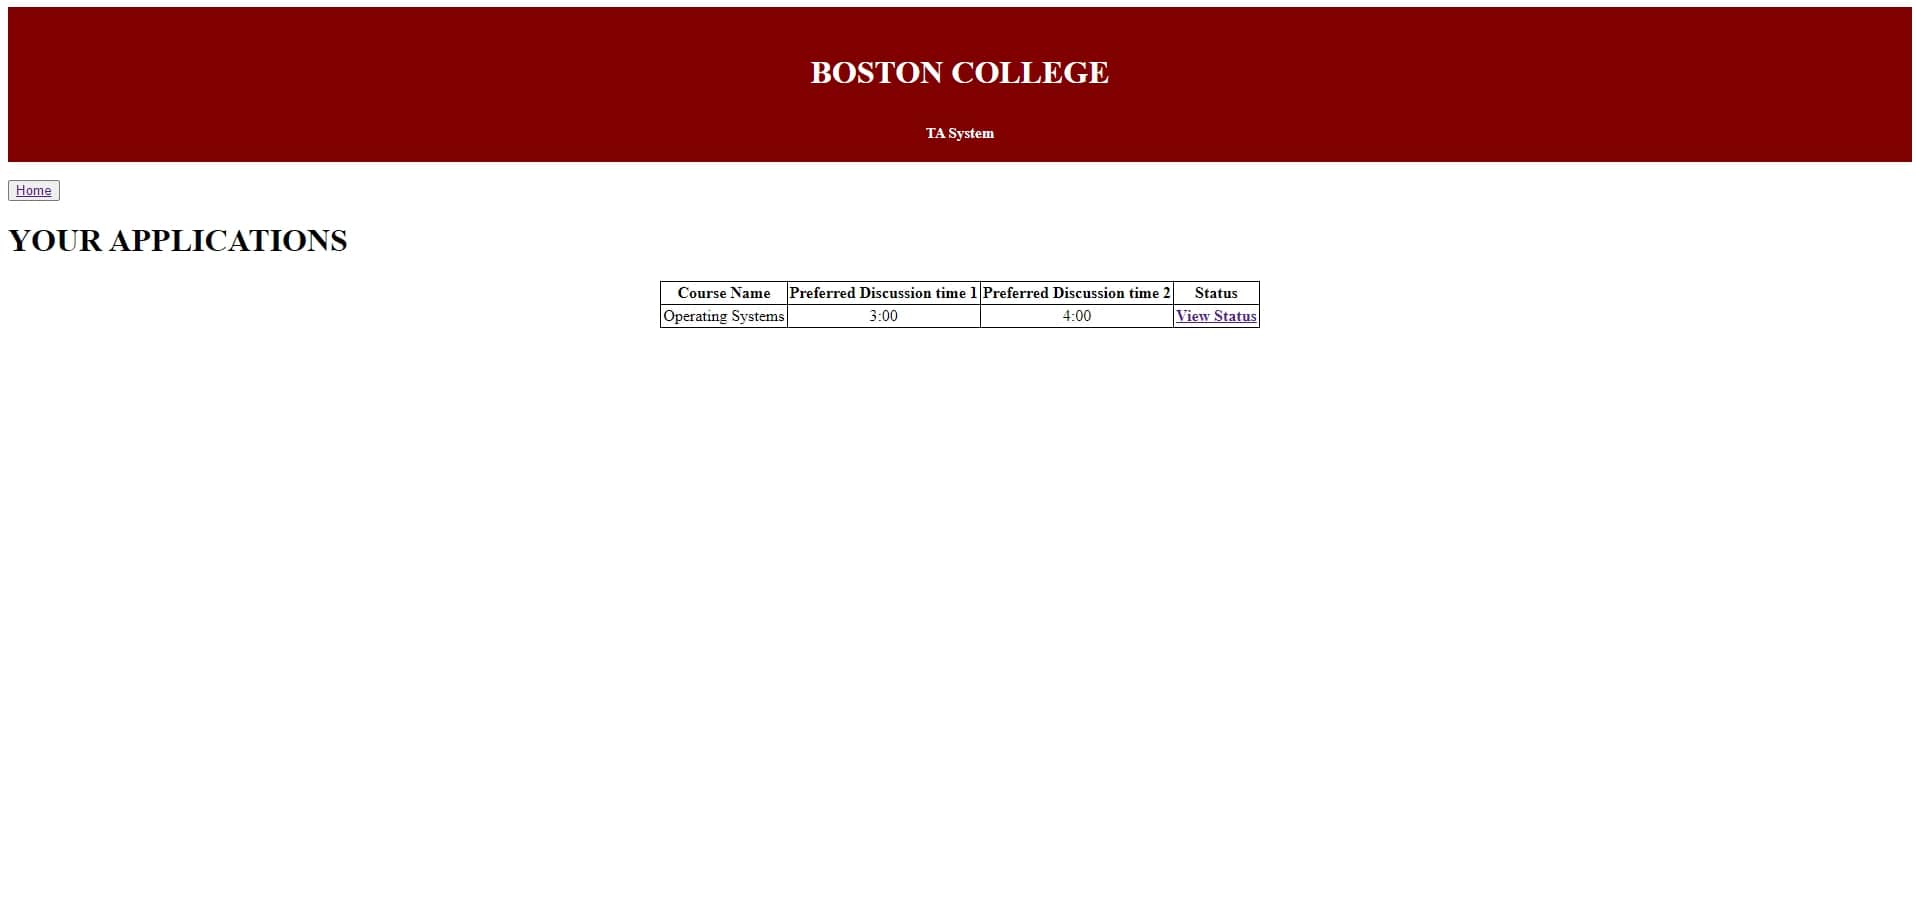 BOSTON COLLEGE
TA System
Home
YOUR APPLICATIONS
Course Name Preferred Discussion time 1 Preferred Discussion time 2 Status
Operating Systems 3:00 4:00 View Status